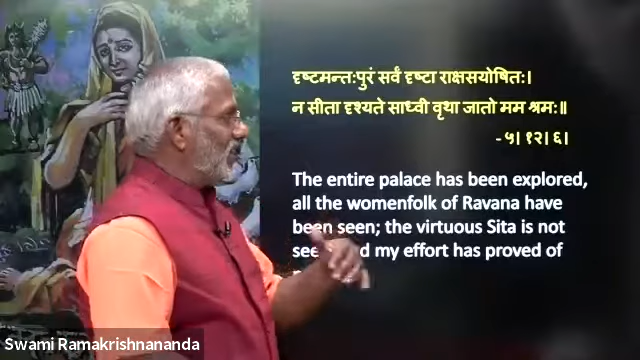 दृष्टमन्तःपुरं सर्वं दृष्टा राक्षसयोषितः।
न सीता दृश्यते साध्वी वृथा जातो मम श्रमः॥
- ५। १२। ६।
The entire palace has been explored,
all the womenfolk of Ravana have
been seen; the virtuous Sita is not
my effort has proved of
Swami Ramakrishnananda